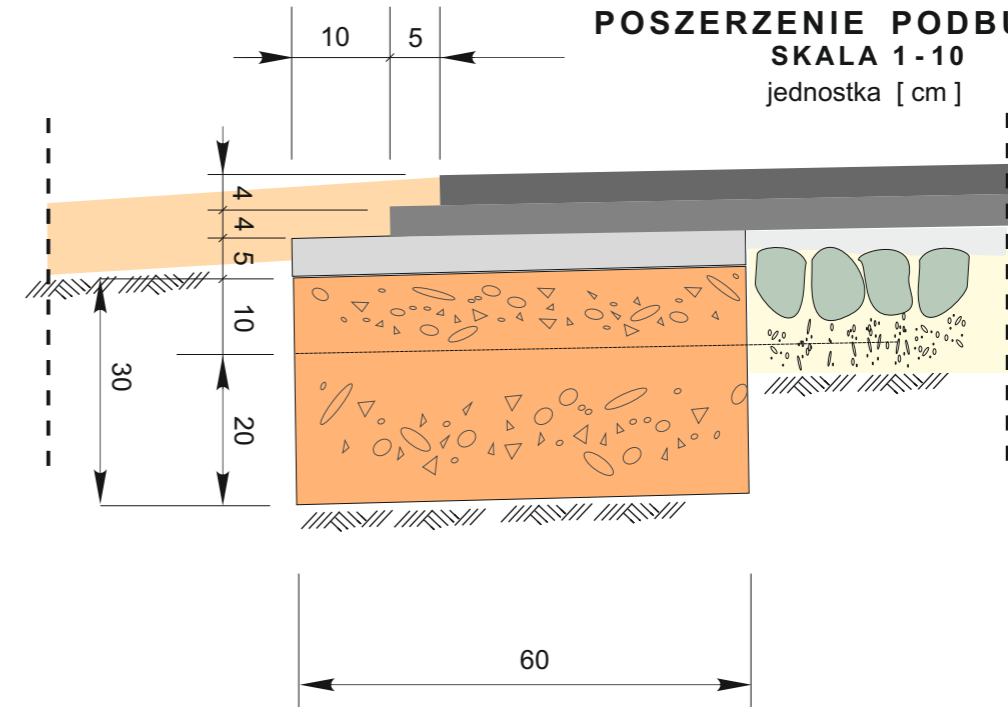 POSZERZENIE PODBU
SKALA 1-10
jednostka [ cm ]
10 5
4
4
5
10
30
20
60